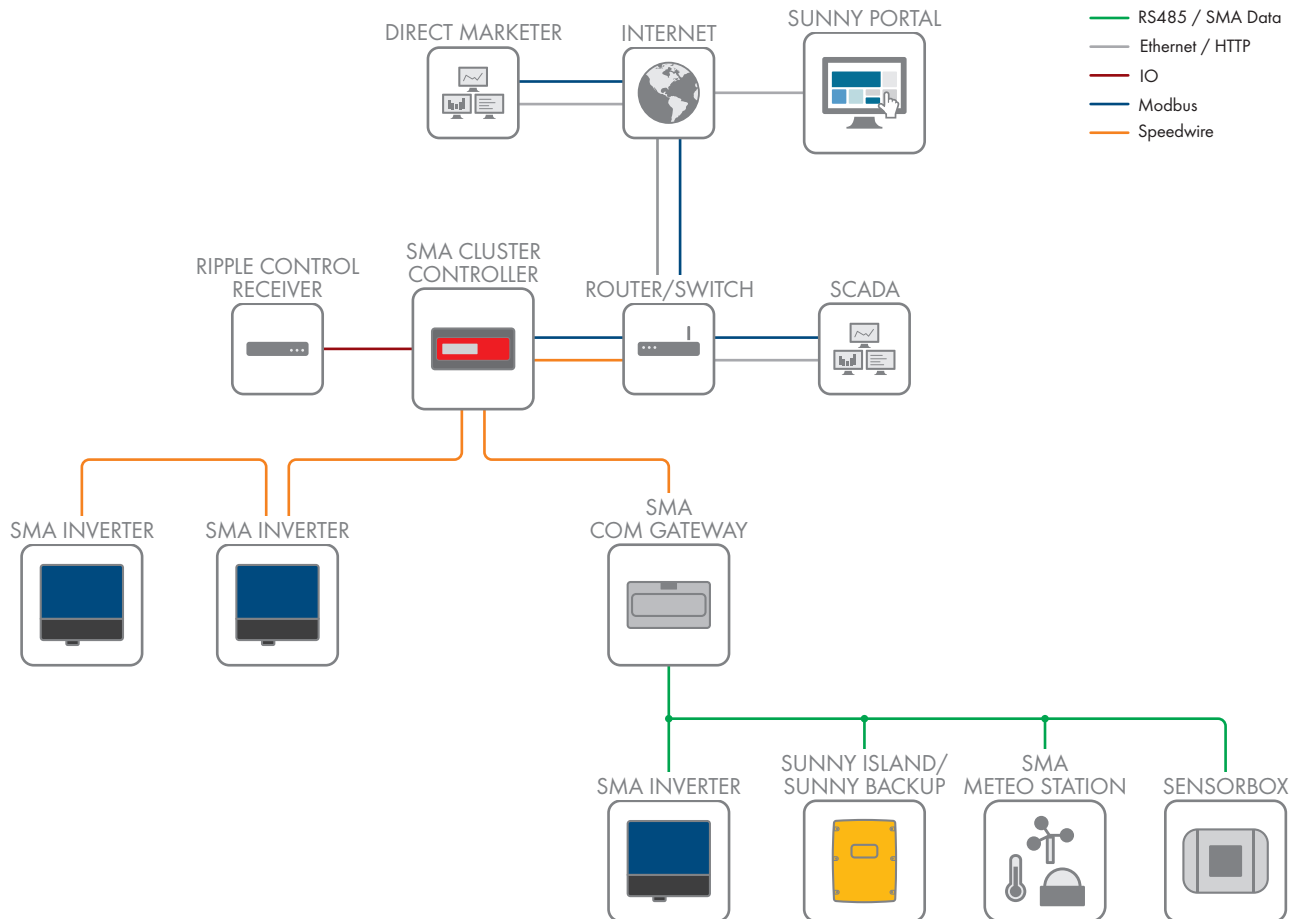 DIRECT MARKETER
INTERNET
SUNNY PORTAL
RS485 / SMA Data
Ethernet / HTTP
IO
Modbus
Speedwire
RIPPLE CONTROL
RECEIVER
SMA CLUSTER
CONTROLLER
ROUTER/SWITCH
SCADA
SMA INVERTER
SMA INVERTER
SMA
COM GATEWAY
SMA INVERTER
SUNNY ISLAND/
SUNNY BACKUP
SMA
METEO STATION
SENSORBOX